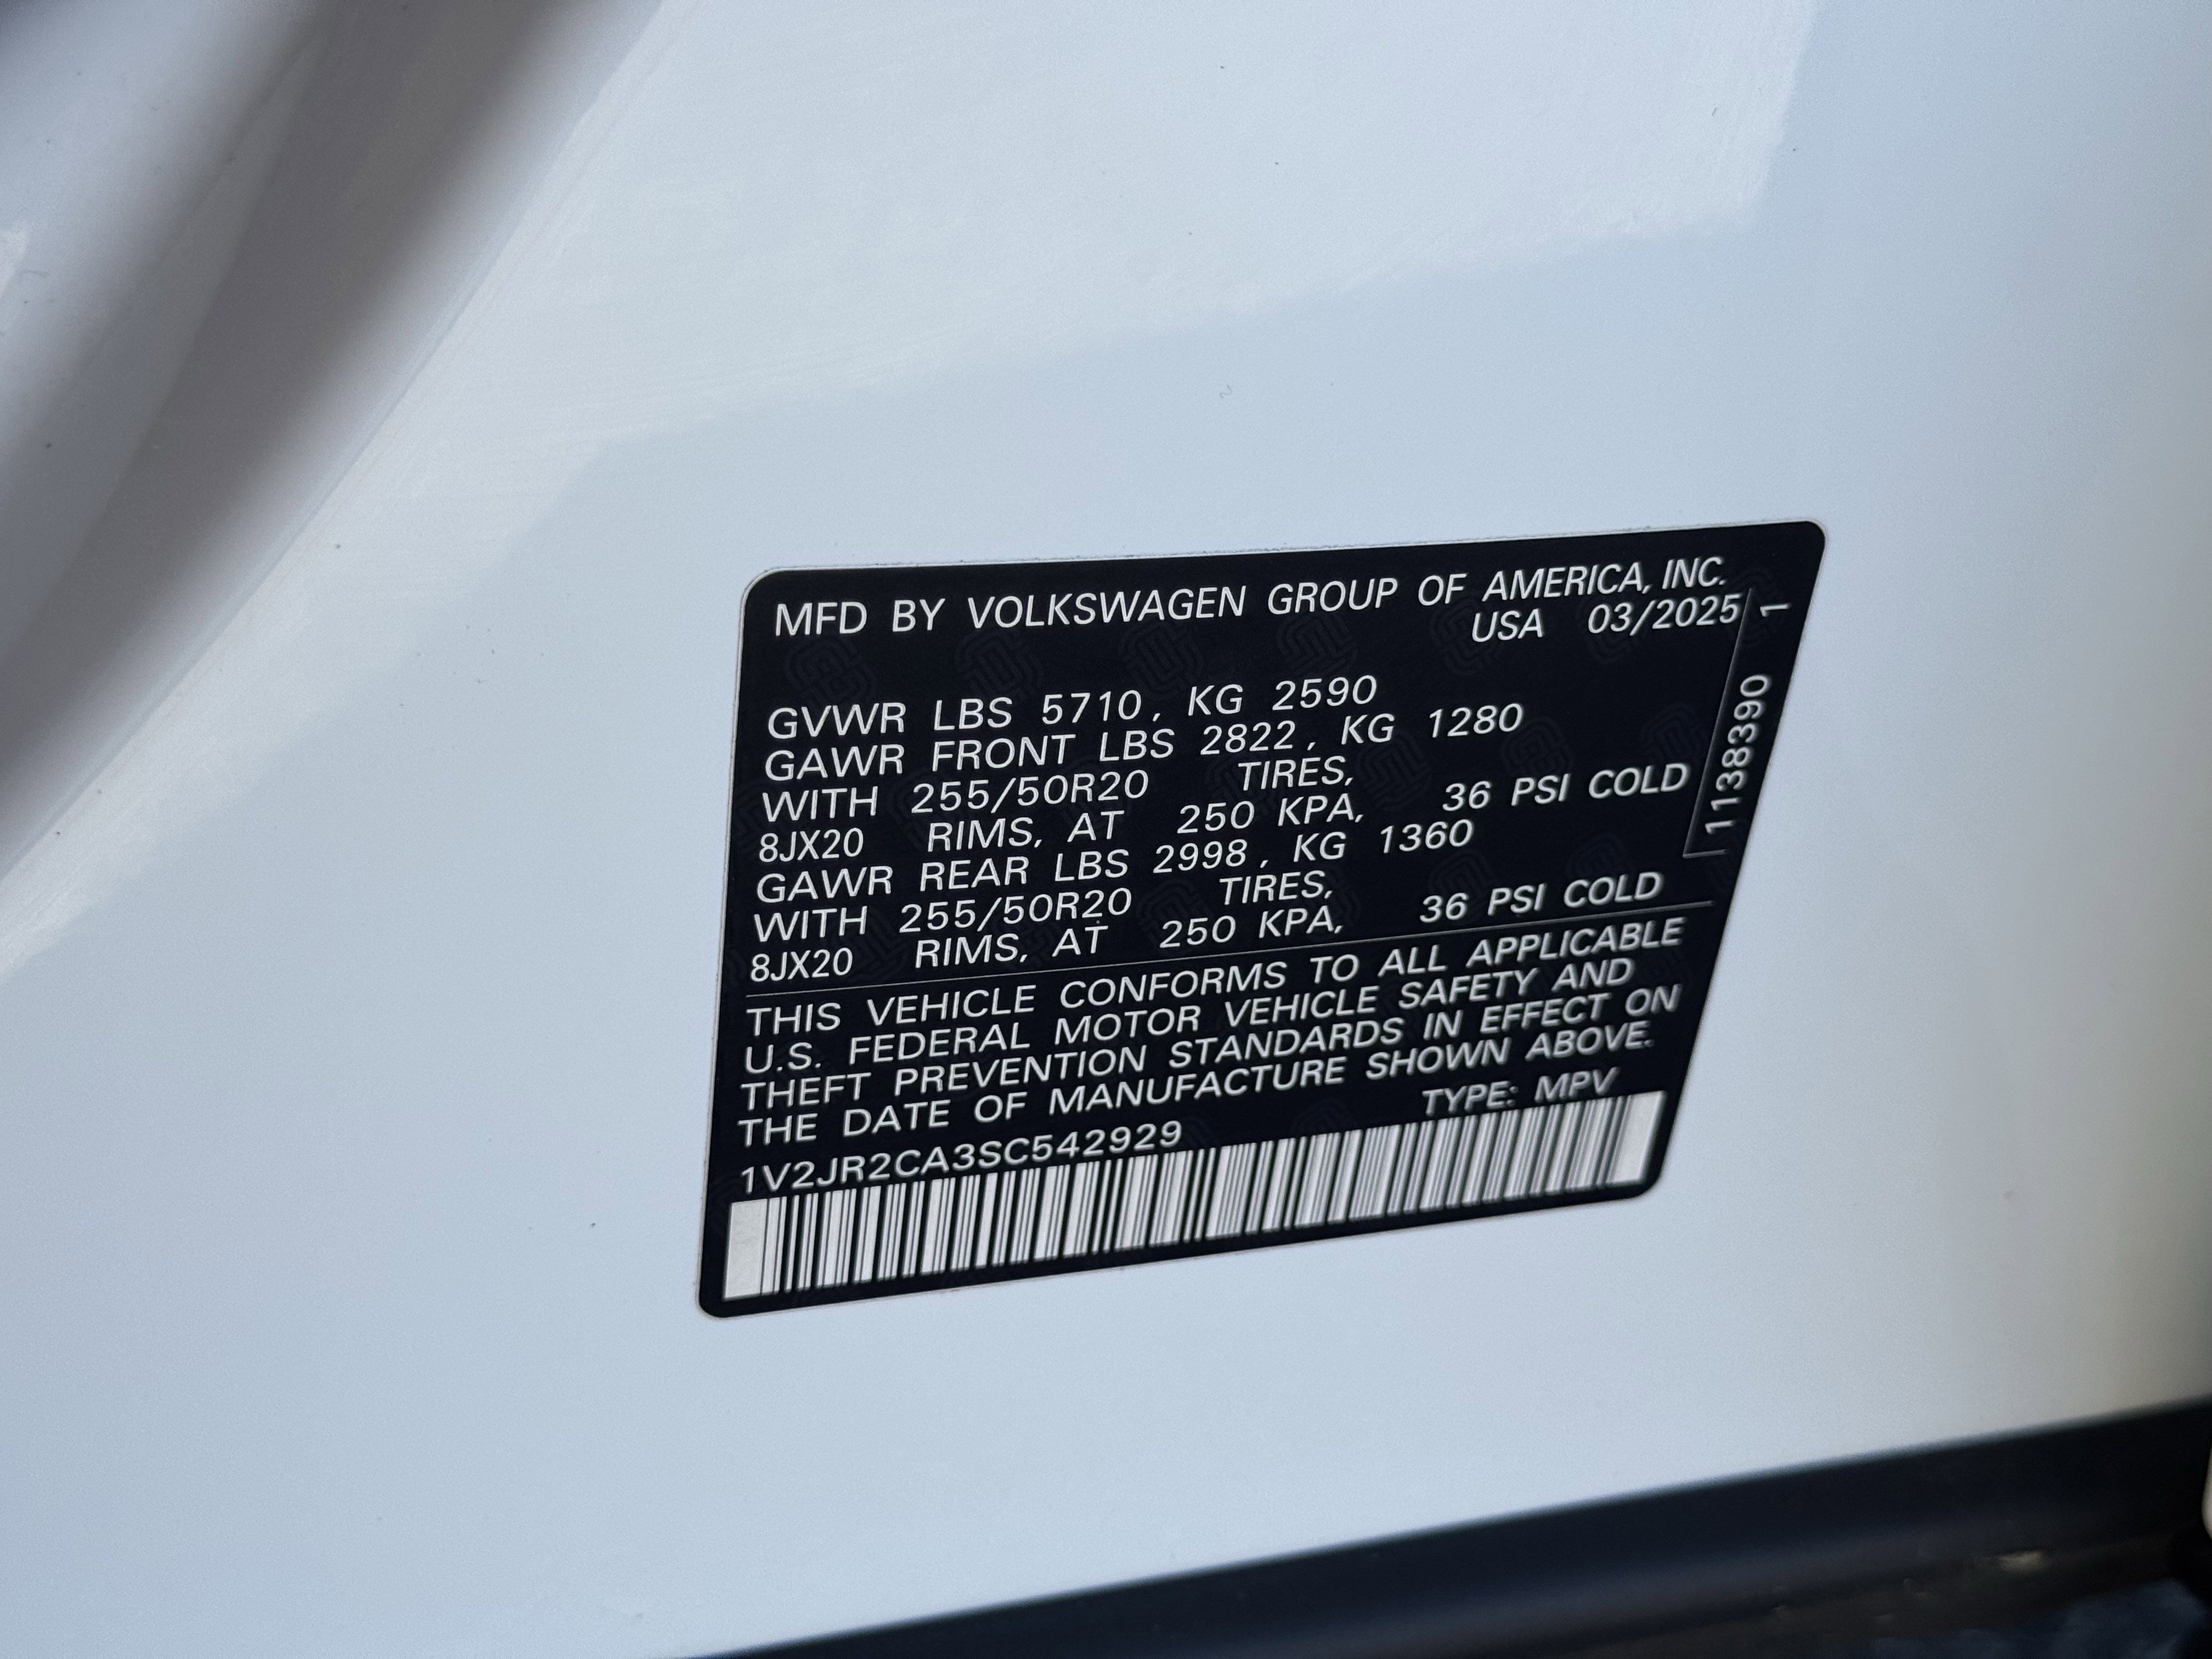 MFD BY VOLKSWAGEN GROUP OF AMERICA, INC.
USA 03/2025
GVWR LBS 5710, KG 2590
GAWR FRONT LBS 2822, KG 1280
WITH 255/50R20 TIRES,
8JX20 RIMS, AT 250 KPA, 36 PSI COLD
GAWR REAR LBS 2998, KG 1360
WITH 255/50R20 TIRES,
8JX20 RIMS, AT 250 KPA, 36 PSI COLD
THIS VEHICLE CONFORMS TO ALL APPLICABLE
U.S. FEDERAL MOTOR VEHICLE SAFETY AND
THEFT PREVENTION STANDARDS IN EFFECT ON
THE DATE OF MANUFACTURE SHOWN ABOVE.
TYPE: MPV
1V2JR2CA3SC542929
1138390 1